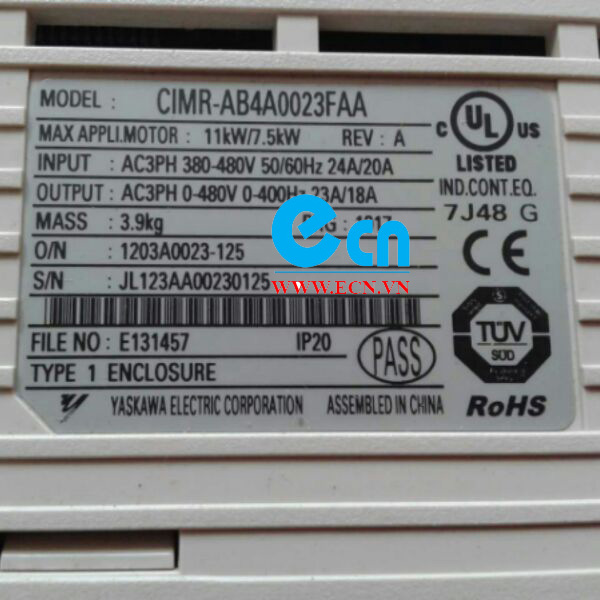 MODEL : CIMR-AB4A0023FAA
MAX APPLI.MOTOR : 11kW/7.5kW REV : A
INPUT : AC3PH 380-480V 50/60Hz 24A/20A
OUTPUT : AC3PH 0-480V 0-400Hz 23A/18A
MASS : 3.9kg
O/N : 1203A0023-125
S/N : JL123AA00230125
FILE NO : E131457 IP20
TYPE 1 ENCLOSURE
PASS
YASKAWA ELECTRIC CORPORATION ASSEMBLED IN CHINA
C UL US
LISTED
IND.CONT.EQ.
7J48 G
CE
TÜV
SÜD
RoHS
ecn
WWW.ECN.VN